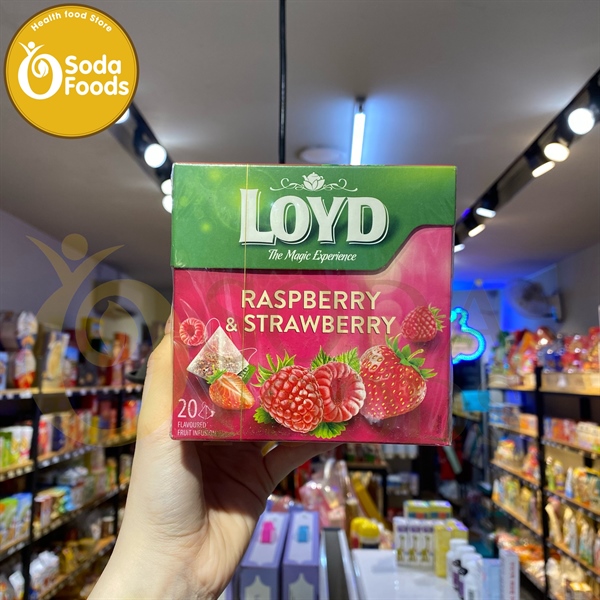 Health food Store
Soda
Foods
LOYD
The Magic Experience
RASPBERRY
& STRAWBERRY
20
FLAVOURED
FRUIT INFUSION